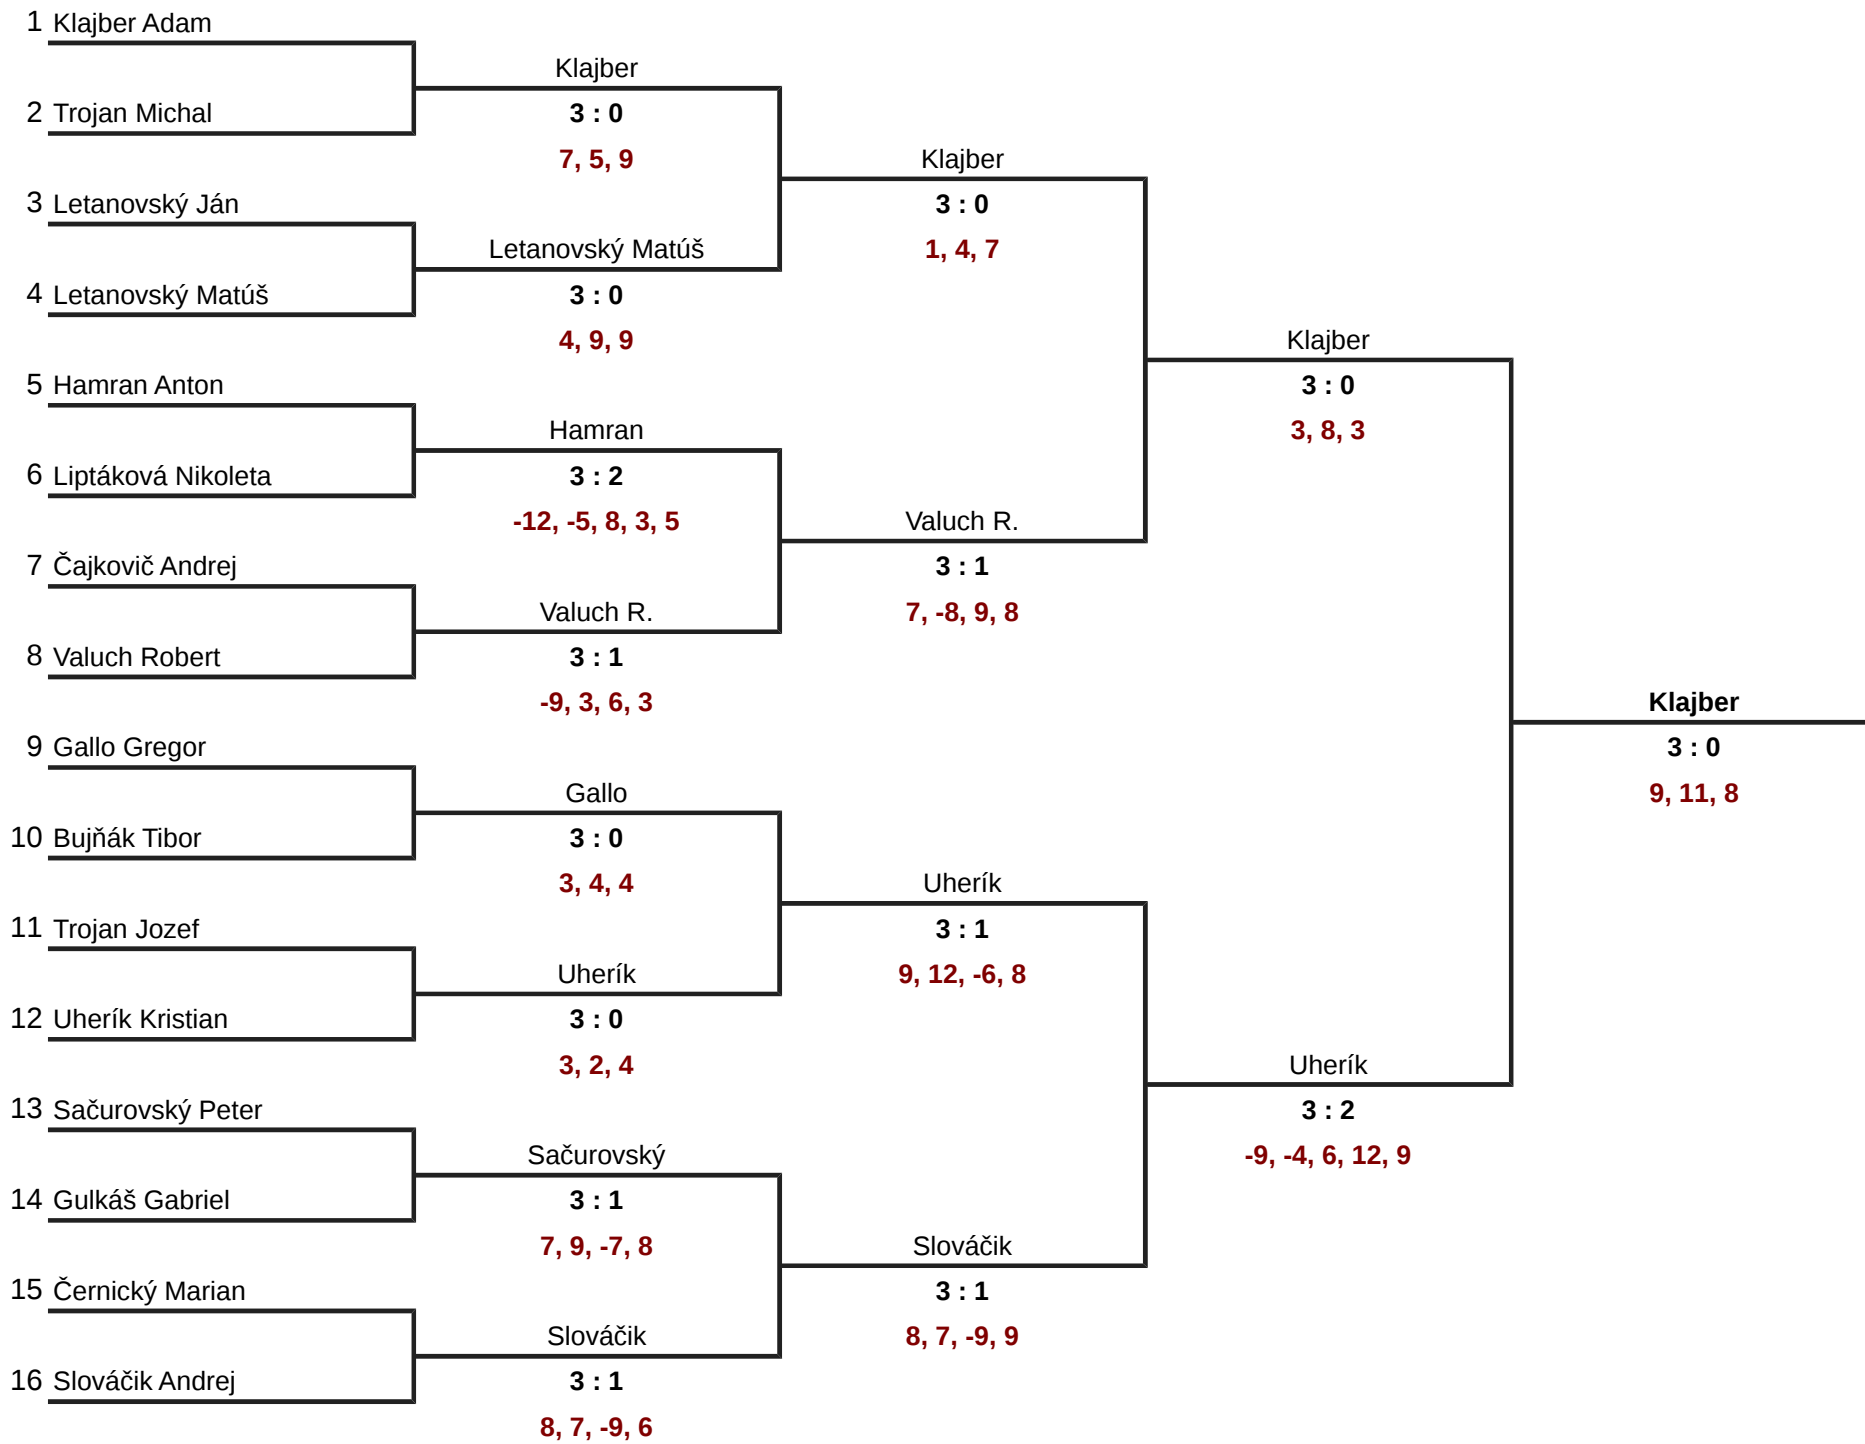 1 Klajber Adam
Klajber
2 Trojan Michal
3 : 0
7, 5, 9
Klajber
3 Letanovský Ján
3 : 0
Letanovský Matúš
1, 4, 7
4 Letanovský Matúš
3 : 0
4, 9, 9
Klajber
5 Hamran Anton
3 : 0
Hamran
3, 8, 3
6 Liptáková Nikoleta
3 : 2
-12, -5, 8, 3, 5
Valuch R.
7 Čajkovič Andrej
3 : 1
Valuch R.
7, -8, 9, 8
8 Valuch Robert
3 : 1
-9, 3, 6, 3
Klajber
9 Gallo Gregor
3 : 0
Gallo
9, 11, 8
10 Bujňák Tibor
3 : 0
3, 4, 4
Uherík
11 Trojan Jozef
3 : 1
Uherík
9, 12, -6, 8
12 Uherík Kristian
3 : 0
3, 2, 4
Uherík
13 Sačurovský Peter
3 : 2
Sačurovský
-9, -4, 6, 12, 9
14 Gulkáš Gabriel
3 : 1
7, 9, -7, 8
Slováčik
15 Černický Marian
3 : 1
Slováčik
8, 7, -9, 9
16 Slováčik Andrej
3 : 1
8, 7, -9, 6